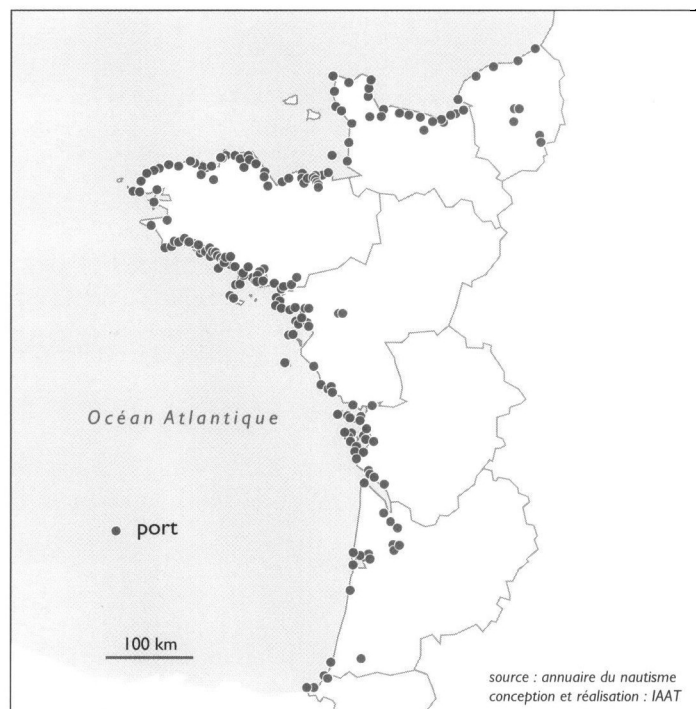 Océan Atlantique
port
100 km
source : annuaire du nautisme
conception et réalisation : IAAT